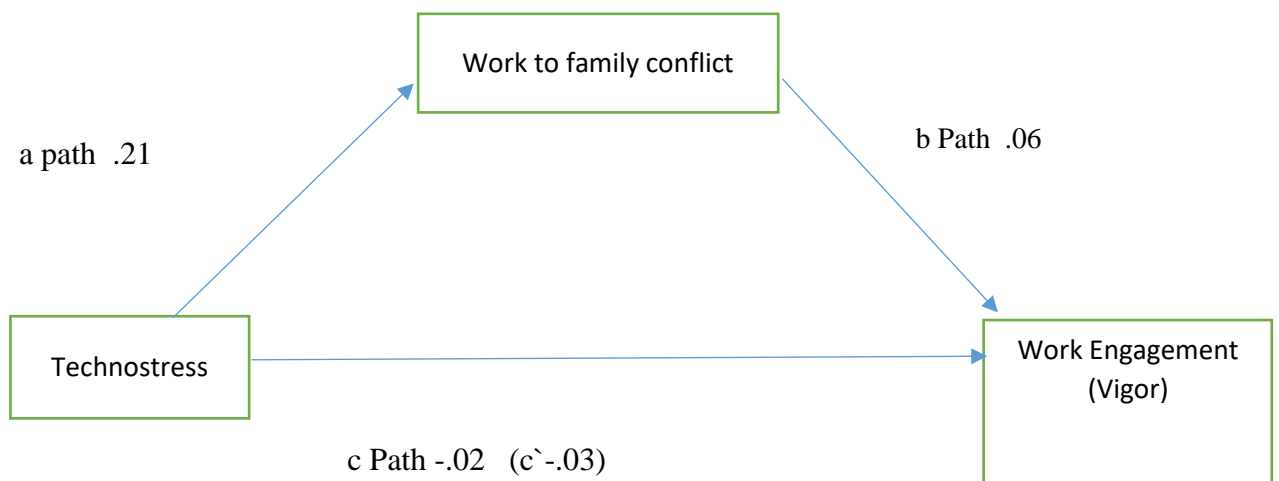 Work to family conflict
a path .21
b Path .06
Technostress
Work Engagement
(Vigor)
c Path -.02 (c`-.03)